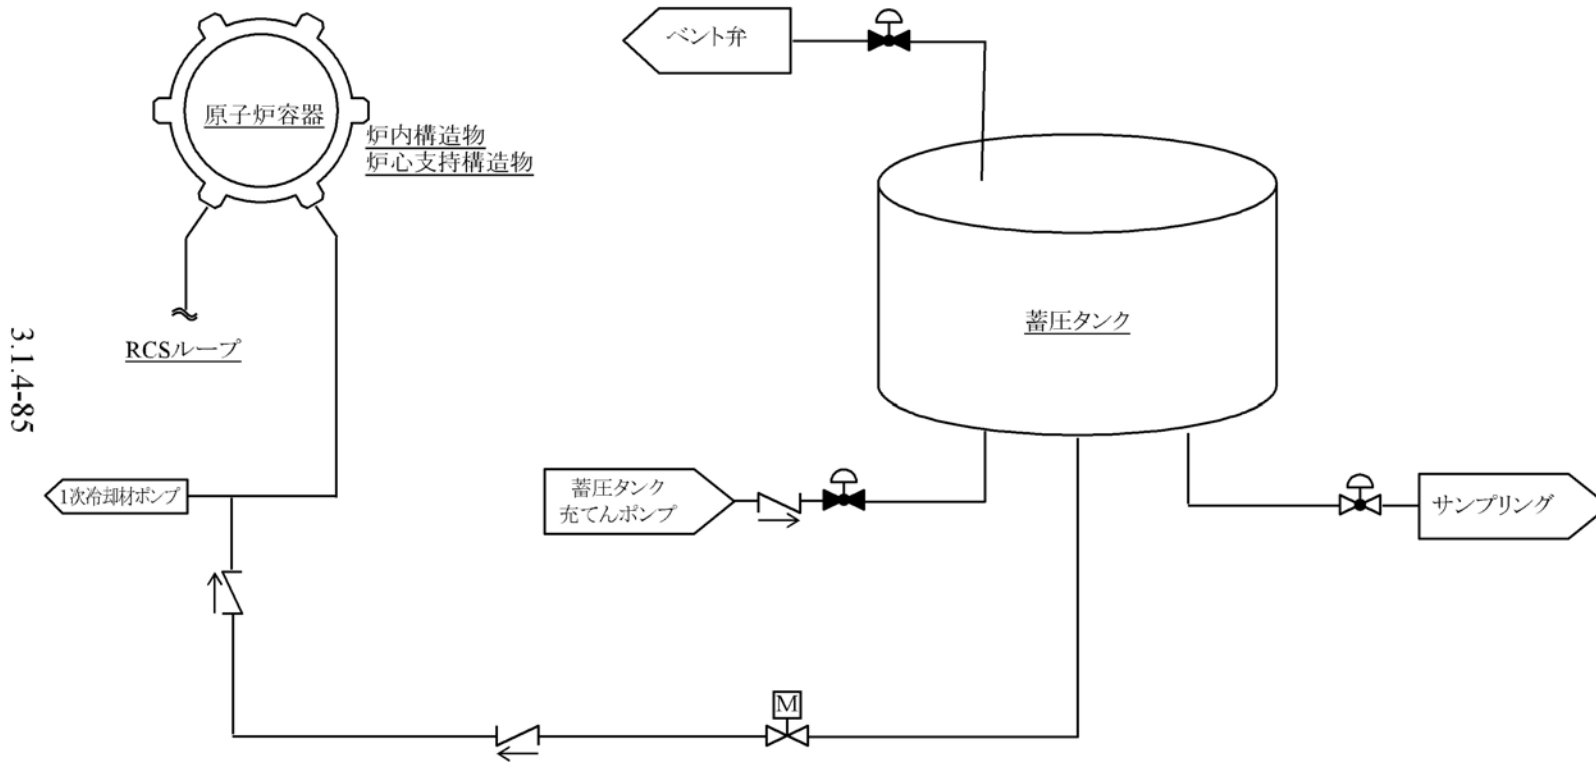 ベント弁
原子炉容器
炉内構造物
炉心支持構造物
蓄圧タンク
RCSループ
3.1.4-85
1次冷却材ポンプ
蓄圧タンク
充てんポンプ
サンプリング
M